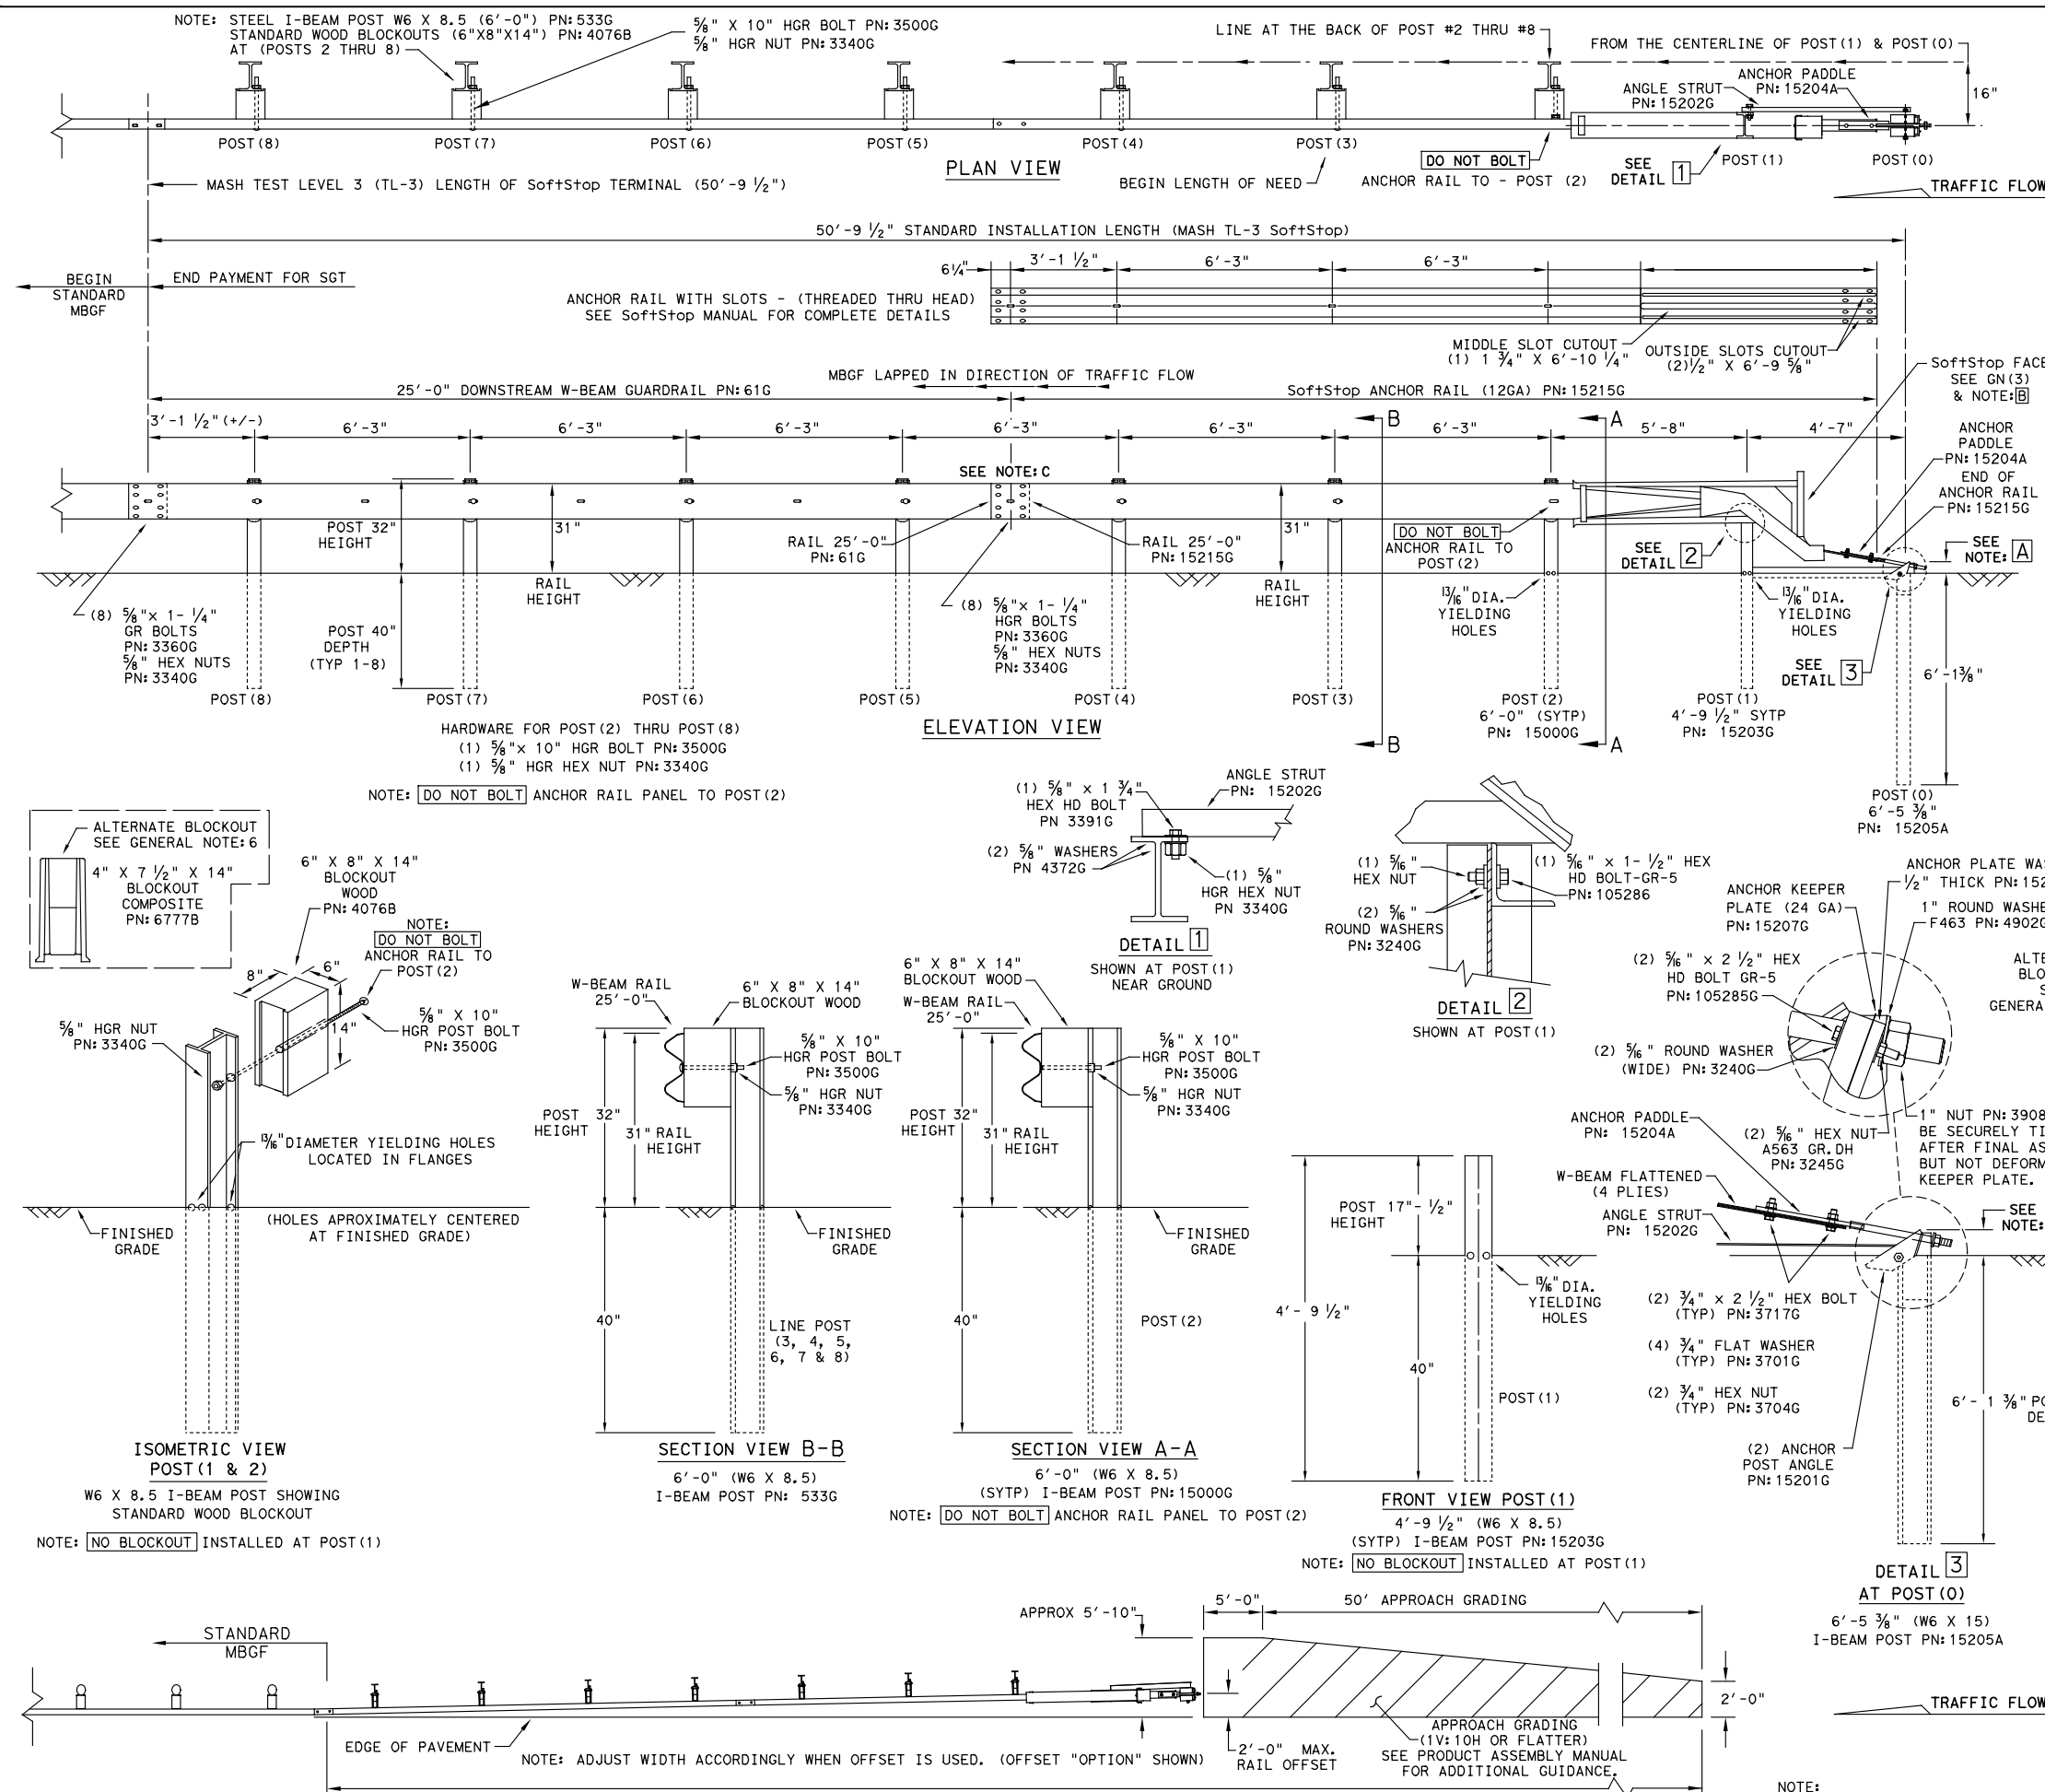 NOTE: STEEL I-BEAM POST W6 X 8.5 (6'-0") PN:533G
STANDARD WOOD BLOCKOUTS (6"X8"X14") PN:4076B
AT (POSTS 2 THRU 8)
5/8" X 10" HGR BOLT PN:3500G
5/8" HGR NUT PN:3340G
LINE AT THE BACK OF POST #2 THRU #8
FROM THE CENTERLINE OF POST(1) & POST(0)
ANCHOR PADDLE
PN:15204A
ANGLE STRUT
PN:15202G
16"
POST(8)
POST(7)
POST(6)
POST(5)
POST(4)
POST(3)
POST(1)
POST(0)
PLAN VIEW
DO NOT BOLT
ANCHOR RAIL TO - POST (2)
SEE
DETAIL 1
BEGIN LENGTH OF NEED
MASH TEST LEVEL 3 (TL-3) LENGTH OF SoftStop TERMINAL (50'-9 1/2")
TRAFFIC FLOW
50'-9 1/2" STANDARD INSTALLATION LENGTH (MASH TL-3 SoftStop)
BEGIN
STANDARD
MBGF
END PAYMENT FOR SGT
6 1/4"
3'-1 1/2"
6'-3"
6'-3"
ANCHOR RAIL WITH SLOTS - (THREADED THRU HEAD)
SEE SoftStop MANUAL FOR COMPLETE DETAILS
MIDDLE SLOT CUTOUT
(1) 1 3/4" X 6'-10 1/4"
OUTSIDE SLOTS CUTOUT
(2) 1/2" X 6'-9 5/8"
SoftStop FACE
SEE GN(3)
& NOTE: B
MBGF LAPPED IN DIRECTION OF TRAFFIC FLOW
25'-0" DOWNSTREAM W-BEAM GUARDRAIL PN:61G
SoftStop ANCHOR RAIL (12GA) PN:15215G
3'-1 1/2"(+/-)
6'-3"
6'-3"
6'-3"
6'-3"
6'-3"
6'-3"
5'-8"
4'-7"
B
A
ANCHOR
PADDLE
PN:15204A
END OF
ANCHOR RAIL
PN:15215G
SEE NOTE:C
POST 32"
HEIGHT
31"
RAIL
HEIGHT
RAIL 25'-0"
PN:61G
RAIL 25'-0"
PN:15215G
31"
RAIL
HEIGHT
DO NOT BOLT
ANCHOR RAIL TO
POST(2)
SEE
DETAIL 2
SEE
NOTE: A
(8) 5/8"x 1- 1/4"
GR BOLTS
PN:3360G
5/8" HEX NUTS
PN:3340G
POST 40"
DEPTH
(TYP 1-8)
(8) 5/8"x 1- 1/4"
HGR BOLTS
PN:3360G
5/8" HEX NUTS
PN:3340G
13/16" DIA.
YIELDING
HOLES
13/16" DIA.
YIELDING
HOLES
SEE
DETAIL 3
6'-1 3/8"
POST(8)
POST(7)
POST(6)
POST(5)
POST(4)
POST(3)
POST(2)
6'-0" (SYTP)
PN: 15000G
POST(1)
4'-9 1/2" SYTP
PN: 15203G
HARDWARE FOR POST(2) THRU POST(8)
(1) 5/8"x 10" HGR BOLT PN:3500G
(1) 5/8" HGR HEX NUT PN:3340G
ELEVATION VIEW
B
A
NOTE: DO NOT BOLT ANCHOR RAIL PANEL TO POST(2)
POST(0)
6'-5 3/8"
PN: 15205A
ALTERNATE BLOCKOUT
SEE GENERAL NOTE:6
4" X 7 1/2" X 14"
BLOCKOUT
COMPOSITE
PN:6777B
6" X 8" X 14"
BLOCKOUT
WOOD
PN:4076B
NOTE:
DO NOT BOLT
ANCHOR RAIL TO
POST(2)
8"
6"
14"
5/8" X 10"
HGR POST BOLT
PN:3500G
5/8" HGR NUT
PN:3340G
13/16" DIAMETER YIELDING HOLES
LOCATED IN FLANGES
FINISHED
GRADE
(HOLES APROXIMATELY CENTERED
AT FINISHED GRADE)
ISOMETRIC VIEW
POST(1 & 2)
W6 X 8.5 I-BEAM POST SHOWING
STANDARD WOOD BLOCKOUT
NOTE: NO BLOCKOUT INSTALLED AT POST(1)
W-BEAM RAIL
25'-0"
6" X 8" X 14"
BLOCKOUT WOOD
5/8" X 10"
HGR POST BOLT
PN:3500G
5/8" HGR NUT
PN:3340G
POST 32"
HEIGHT
31" RAIL
HEIGHT
FINISHED
GRADE
40"
LINE POST
(3, 4, 5,
6, 7 & 8)
SECTION VIEW B-B
6'-0" (W6 X 8.5)
I-BEAM POST PN: 533G
6" X 8" X 14"
BLOCKOUT WOOD
W-BEAM RAIL
25'-0"
5/8" X 10"
HGR POST BOLT
PN:3500G
5/8" HGR NUT
PN:3340G
POST 32"
HEIGHT
31" RAIL
HEIGHT
FINISHED
GRADE
40"
POST(2)
SECTION VIEW A-A
6'-0" (W6 X 8.5)
(SYTP) I-BEAM POST PN:15000G
NOTE: DO NOT BOLT ANCHOR RAIL PANEL TO POST(2)
(1) 5/8" x 1 3/4"
HEX HD BOLT
PN 3391G
ANGLE STRUT
PN: 15202G
(2) 5/8" WASHERS
PN 4372G
(1) 5/8"
HGR HEX NUT
PN 3340G
DETAIL 1
SHOWN AT POST(1)
NEAR GROUND
(1) 5/16"
HEX NUT
(1) 5/16" x 1- 1/2" HEX
HD BOLT-GR-5
PN:105286
(2) 5/16"
ROUND WASHERS
PN:3240G
DETAIL 2
SHOWN AT POST(1)
POST 17"- 1/2"
HEIGHT
4'- 9 1/2"
13/16" DIA.
YIELDING
HOLES
40"
POST(1)
FRONT VIEW POST(1)
4'-9 1/2" (W6 X 8.5)
(SYTP) I-BEAM POST PN:15203G
NOTE: NO BLOCKOUT INSTALLED AT POST(1)
ANCHOR PLATE WA
1/2" THICK PN:15
ANCHOR KEEPER
PLATE (24 GA)
PN:15207G
1" ROUND WASHE
F463 PN:4902G
(2) 5/16" x 2 1/2" HEX
HD BOLT GR-5
PN:105285G
ALTE
BLO
S
GENERA
(2) 5/16" ROUND WASHER
(WIDE) PN:3240G
ANCHOR PADDLE
PN: 15204A
(2) 5/16" HEX NUT
A563 GR.DH
PN:3245G
1" NUT PN:3908
BE SECURELY TI
AFTER FINAL AS
BUT NOT DEFORM
KEEPER PLATE.
W-BEAM FLATTENED
(4 PLIES)
ANGLE STRUT
PN: 15202G
SEE
NOTE:
(2) 3/4" x 2 1/2" HEX BOLT
(TYP) PN:3717G
(4) 3/4" FLAT WASHER
(TYP) PN:3701G
(2) 3/4" HEX NUT
(TYP) PN:3704G
6'- 1 3/8" PO
DE
(2) ANCHOR
POST ANGLE
PN:15201G
DETAIL 3
AT POST(0)
6'-5 3/8" (W6 X 15)
I-BEAM POST PN:15205A
STANDARD
MBGF
APPROX 5'-10"
5'-0"
50' APPROACH GRADING
2'-0"
TRAFFIC FLOW
EDGE OF PAVEMENT
NOTE: ADJUST WIDTH ACCORDINGLY WHEN OFFSET IS USED. (OFFSET "OPTION" SHOWN)
2'-0" MAX.
RAIL OFFSET
APPROACH GRADING
(1V:10H OR FLATTER)
SEE PRODUCT ASSEMBLY MANUAL
FOR ADDITIONAL GUIDANCE.
NOTE: